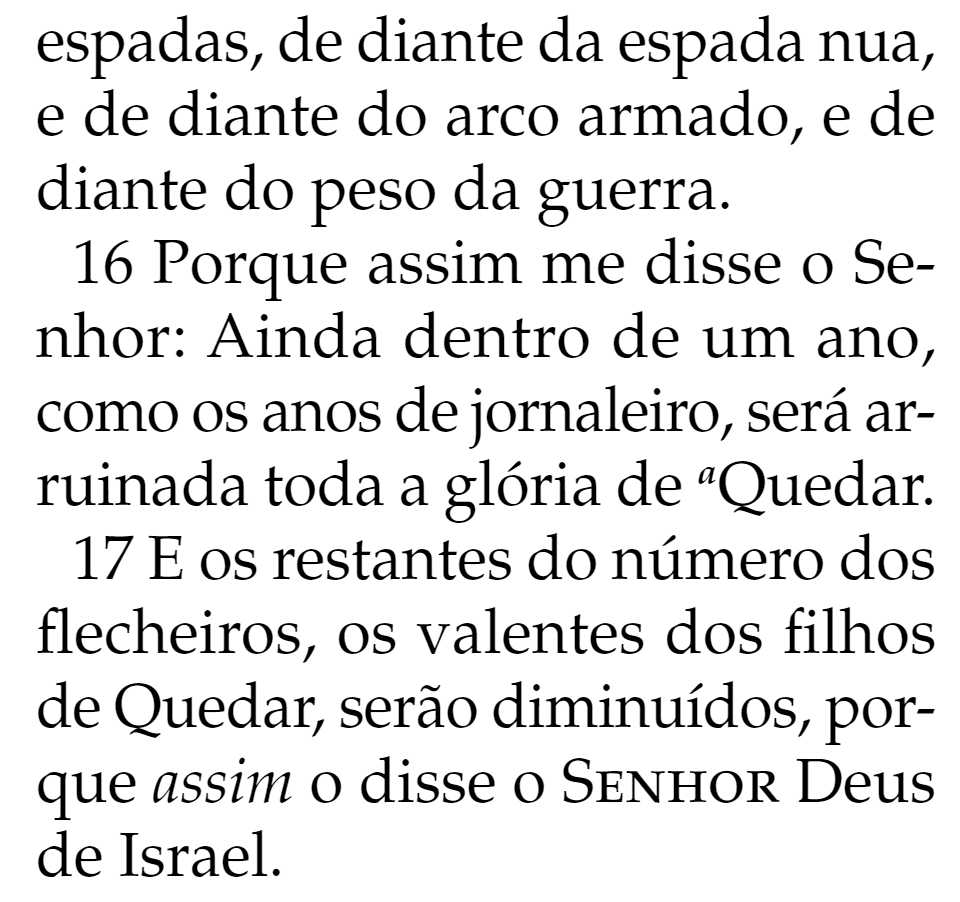 espadas, de diante da espada nua,
e de diante do arco armado, e de
diante do peso da guerra.
16 Porque assim me disse o Se-
nhor: Ainda dentro de um ano,
como os anos de jornaleiro, será ar-
ruinada toda a glória de aQuedar.
17 E os restantes do número dos
flecheiros, os valentes dos filhos
de Quedar, serão diminuídos, por-
que assim o disse o SENHOR Deus
de Israel.